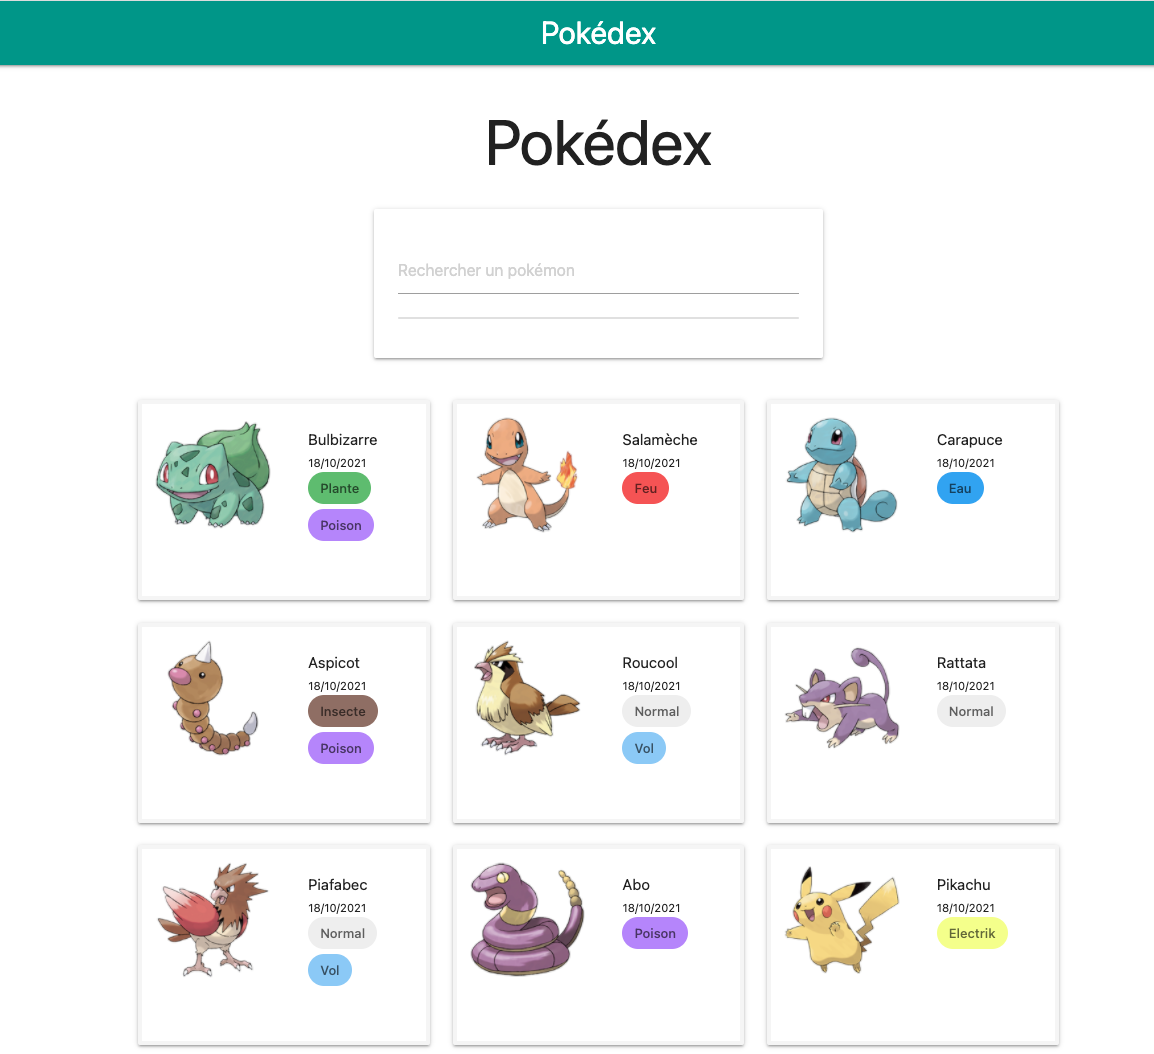 Pokédex
Pokédex
Rechercher un pokémon
Bulbizarre
18/10/2021
Plante
Poison
Salamèche
18/10/2021
Feu
Carapuce
18/10/2021
Eau
Aspicot
18/10/2021
Insecte
Poison
Roucool
18/10/2021
Normal
Vol
Rattata
18/10/2021
Normal
Piafabec
18/10/2021
Normal
Vol
Abo
18/10/2021
Poison
Pikachu
18/10/2021
Electrik